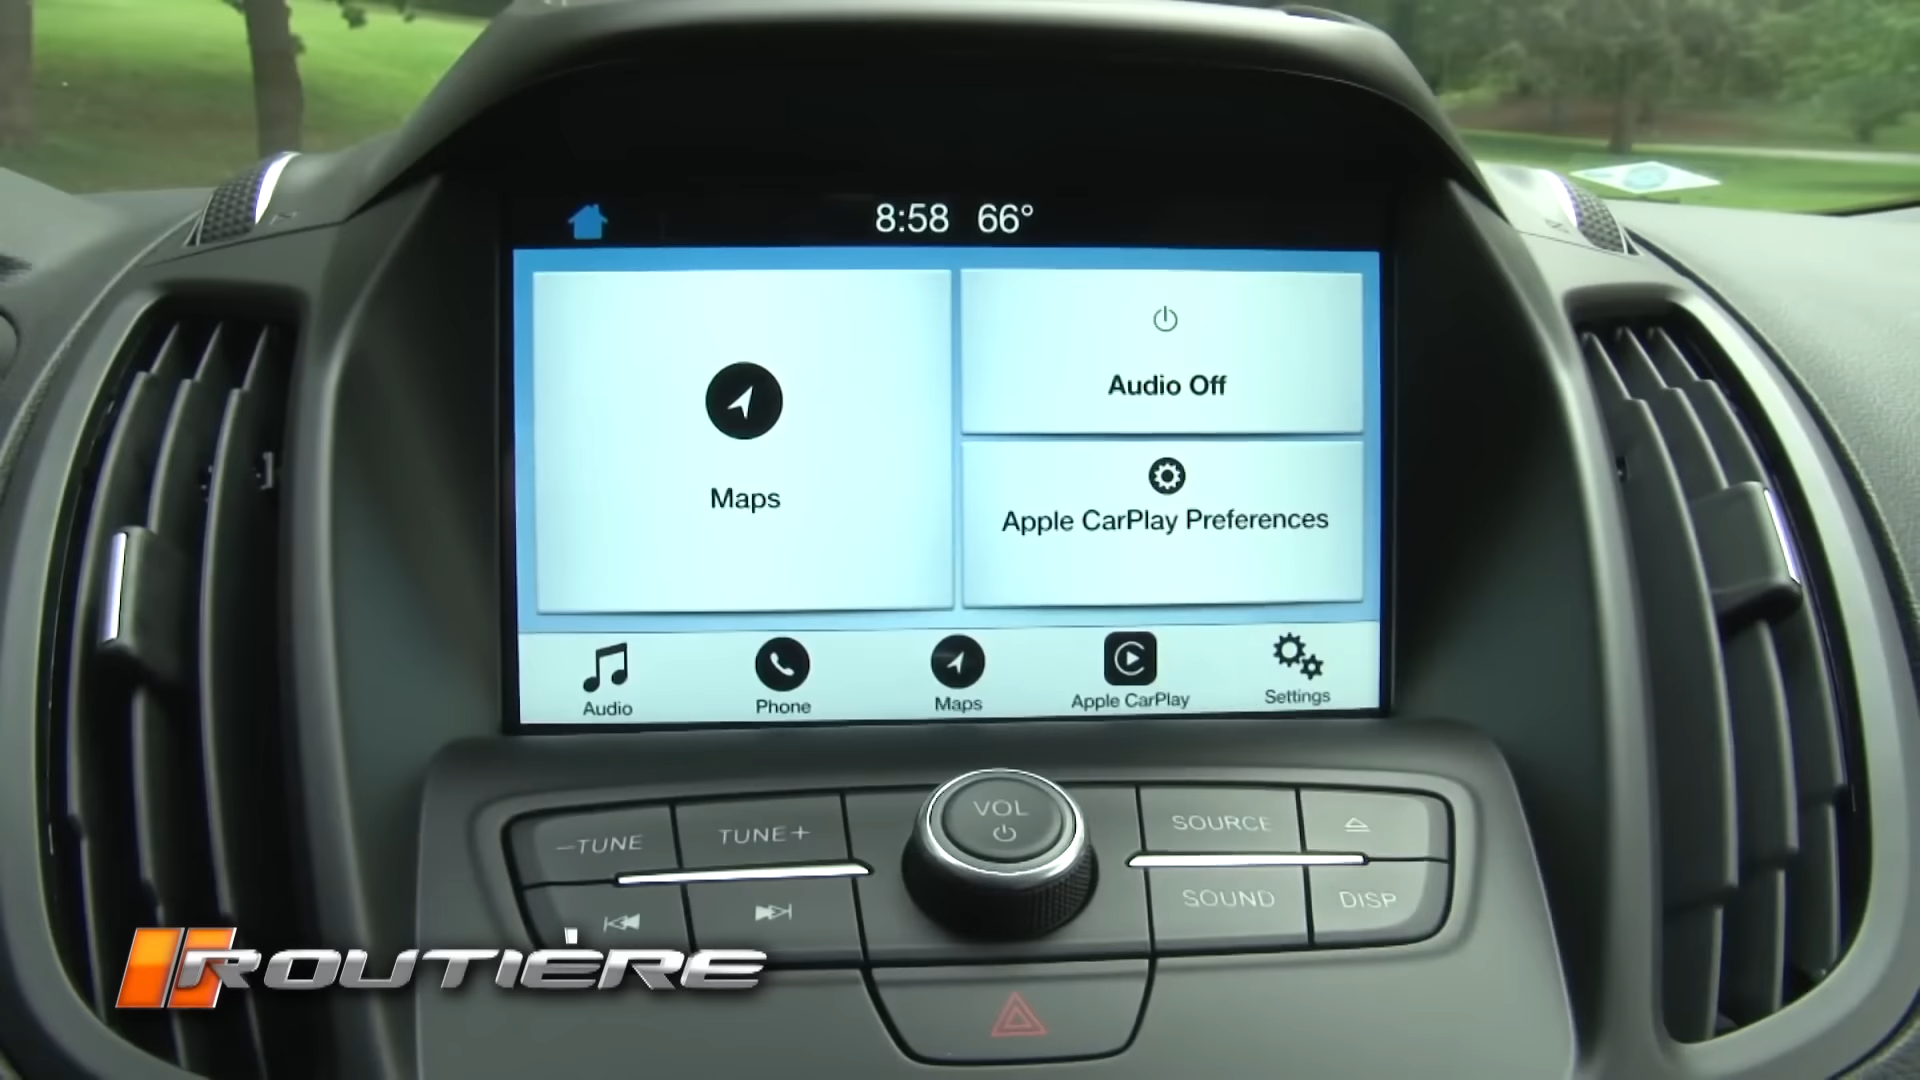 8:58 66°
Maps
Audio Off
Apple CarPlay Preferences
Audio
Phone
Maps
Apple CarPlay
Settings
–TUNE
TUNE+
VOL
SOURCE
SOUND
DISP
ROUTIÈRE